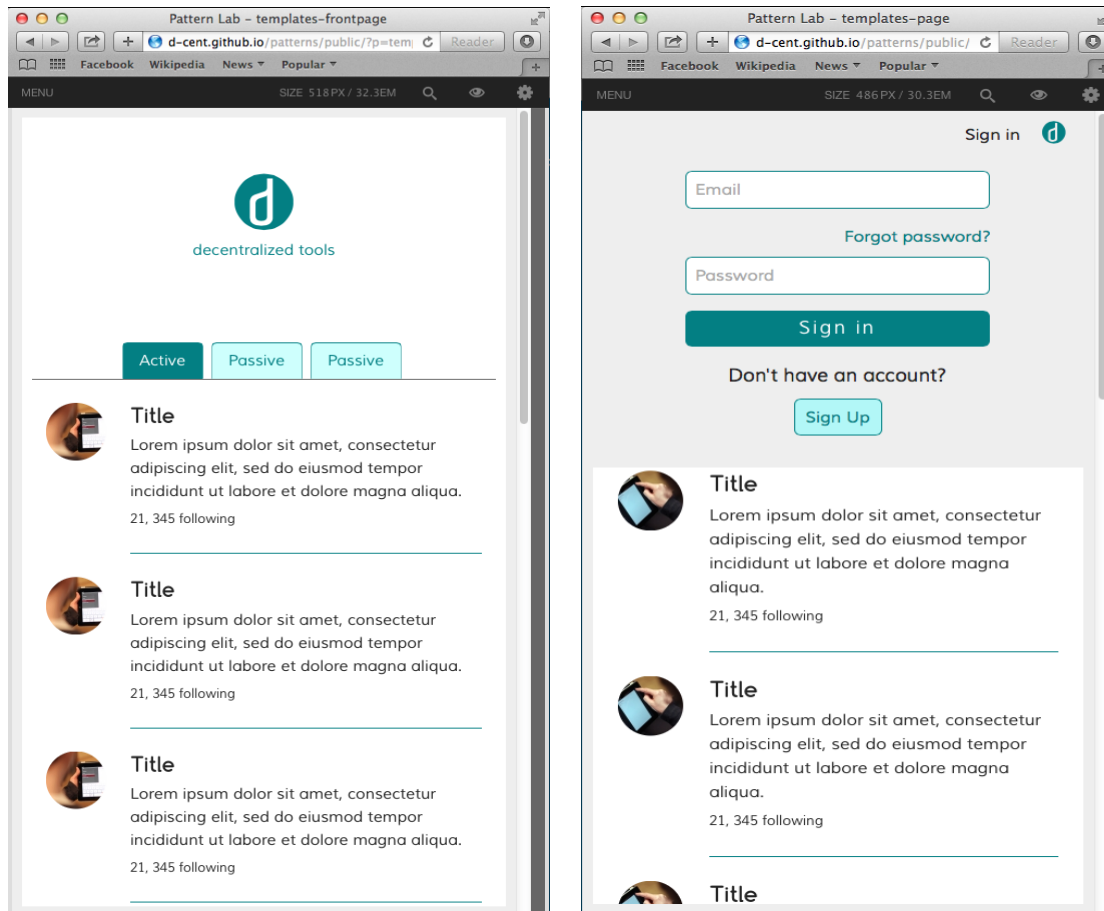 Pattern Lab - templates-frontpage
d-cent.github.io/patterns/public/?p=tem
Reader
Facebook Wikipedia News Popular
MENU SIZE 518PX / 32.3EM
d
decentralized tools
Active Passive Passive
Title
Lorem ipsum dolor sit amet, consectetur
adipiscing elit, sed do eiusmod tempor
incididunt ut labore et dolore magna aliqua.
21, 345 following
Title
Lorem ipsum dolor sit amet, consectetur
adipiscing elit, sed do eiusmod tempor
incididunt ut labore et dolore magna aliqua.
21, 345 following
Title
Lorem ipsum dolor sit amet, consectetur
adipiscing elit, sed do eiusmod tempor
incididunt ut labore et dolore magna aliqua.
21, 345 following
Pattern Lab - templates-page
d-cent.github.io/patterns/public/
Reader
Facebook Wikipedia News Popular
MENU SIZE 486PX / 30.3EM
Sign in d
Email
Forgot password?
Password
Sign in
Don't have an account?
Sign Up
Title
Lorem ipsum dolor sit amet, consectetur
adipiscing elit, sed do eiusmod tempor
incididunt ut labore et dolore magna
aliqua.
21, 345 following
Title
Lorem ipsum dolor sit amet, consectetur
adipiscing elit, sed do eiusmod tempor
incididunt ut labore et dolore magna
aliqua.
21, 345 following
Title